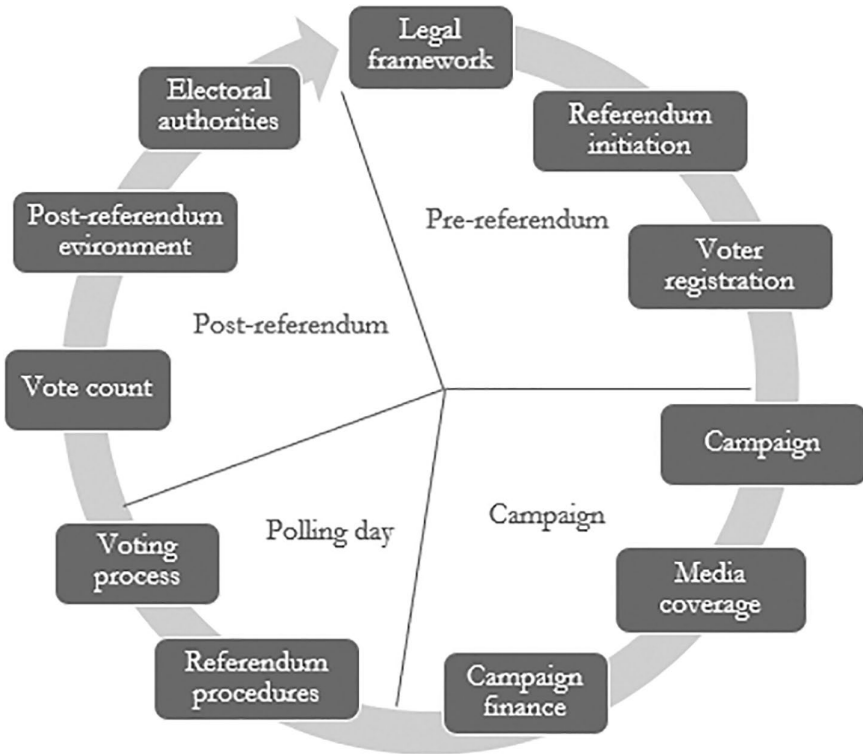 Legal
framework
Referendum
initiation
Voter
registration
Campaign
Media
coverage
Campaign
finance
Referendum
procedures
Voting
process
Vote count
Post-referendum
evironment
Electoral
authorities
Pre-referendum
Campaign
Polling day
Post-referendum